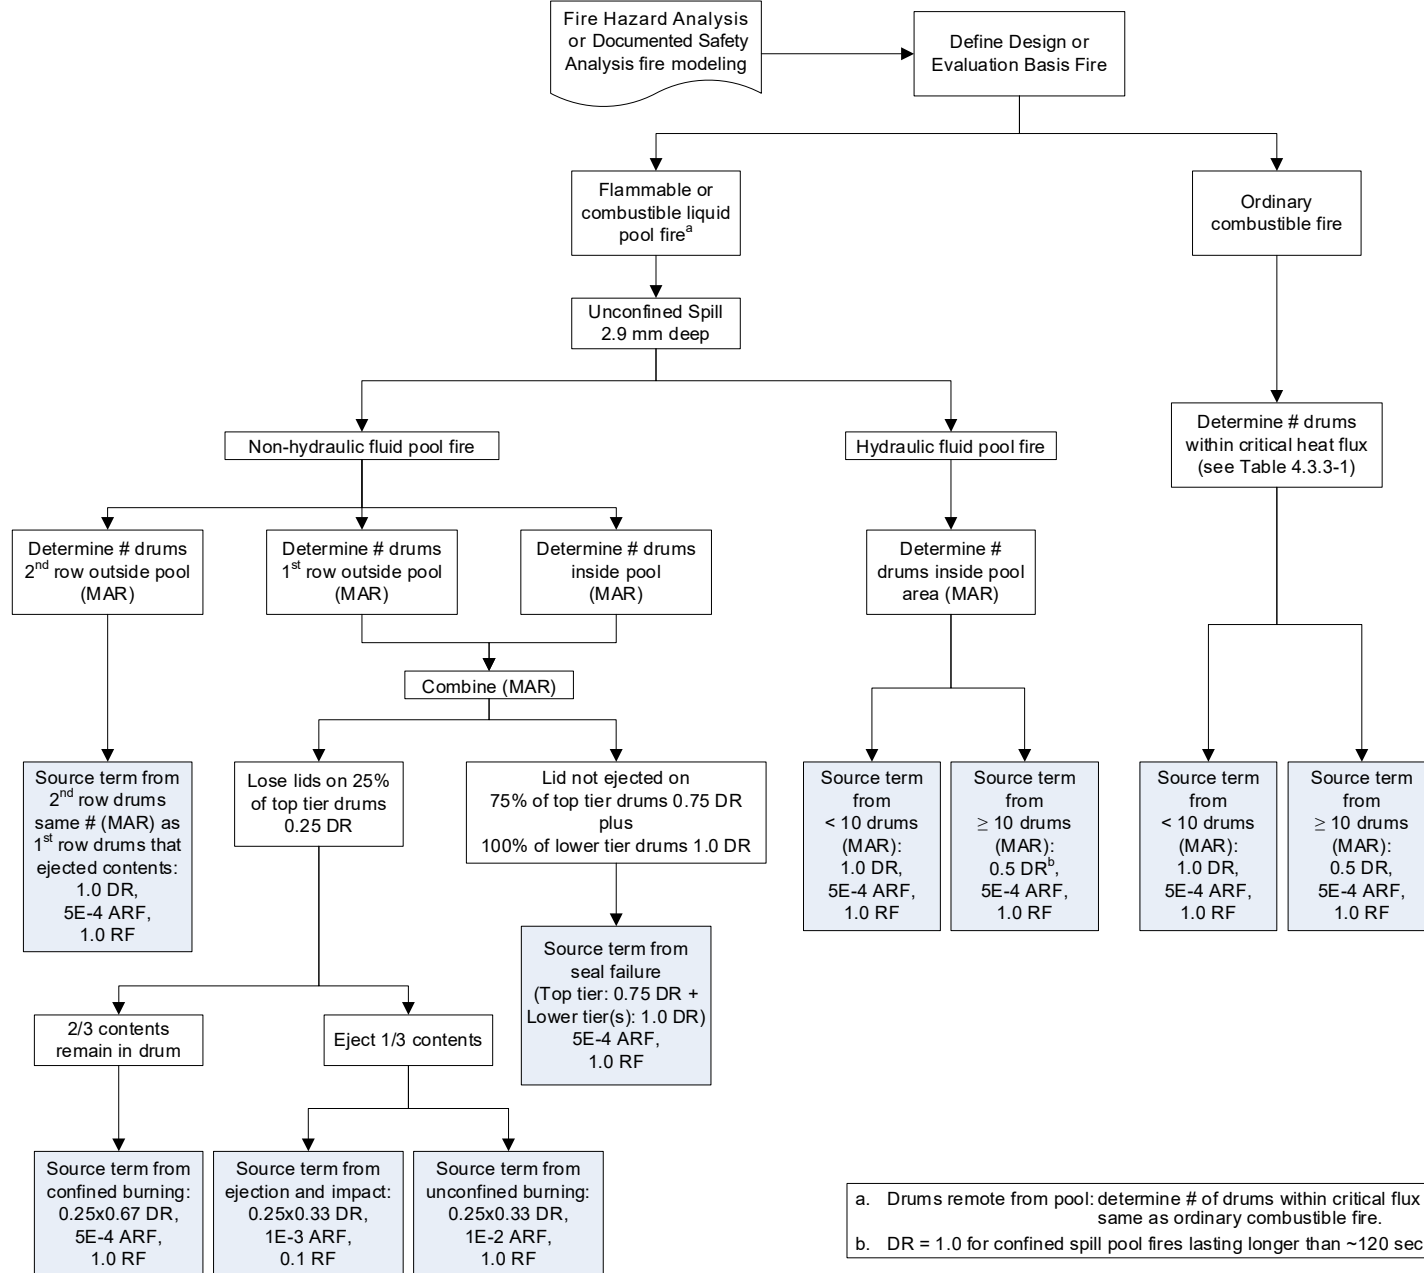 Fire Hazard Analysis
or Documented Safety
Analysis fire modeling
Define Design or
Evaluation Basis Fire
Flammable or
combustible liquid
pool fireᵃ
Ordinary
combustible fire
Unconfined Spill
2.9 mm deep
Non-hydraulic fluid pool fire
Hydraulic fluid pool fire
Determine # drums
within critical heat flux
(see Table 4.3.3-1)
Determine # drums
2ⁿᵈ row outside pool
(MAR)
Determine # drums
1ˢᵗ row outside pool
(MAR)
Determine # drums
inside pool
(MAR)
Determine #
drums inside pool
area (MAR)
Combine (MAR)
Source term from
2ⁿᵈ row drums
same # (MAR) as
1ˢᵗ row drums that
ejected contents:
1.0 DR,
5E-4 ARF,
1.0 RF
Lose lids on 25%
of top tier drums
0.25 DR
Lid not ejected on
75% of top tier drums 0.75 DR
plus
100% of lower tier drums 1.0 DR
Source term
from
< 10 drums
(MAR):
1.0 DR,
5E-4 ARF,
1.0 RF
Source term
from
≥ 10 drums
(MAR):
0.5 DRᵇ,
5E-4 ARF,
1.0 RF
Source term
from
< 10 drums
(MAR):
1.0 DR,
5E-4 ARF,
1.0 RF
Source term
from
≥ 10 drums
(MAR):
0.5 DR,
5E-4 ARF,
1.0 RF
Source term from
seal failure
(Top tier: 0.75 DR +
Lower tier(s): 1.0 DR)
5E-4 ARF,
1.0 RF
2/3 contents
remain in drum
Eject 1/3 contents
Source term from
confined burning:
0.25x0.67 DR,
5E-4 ARF,
1.0 RF
Source term from
ejection and impact:
0.25x0.33 DR,
1E-3 ARF,
0.1 RF
Source term from
unconfined burning:
0.25x0.33 DR,
1E-2 ARF,
1.0 RF
a. Drums remote from pool: determine # of drums within critical flux
same as ordinary combustible fire.
b. DR = 1.0 for confined spill pool fires lasting longer than ~120 sec